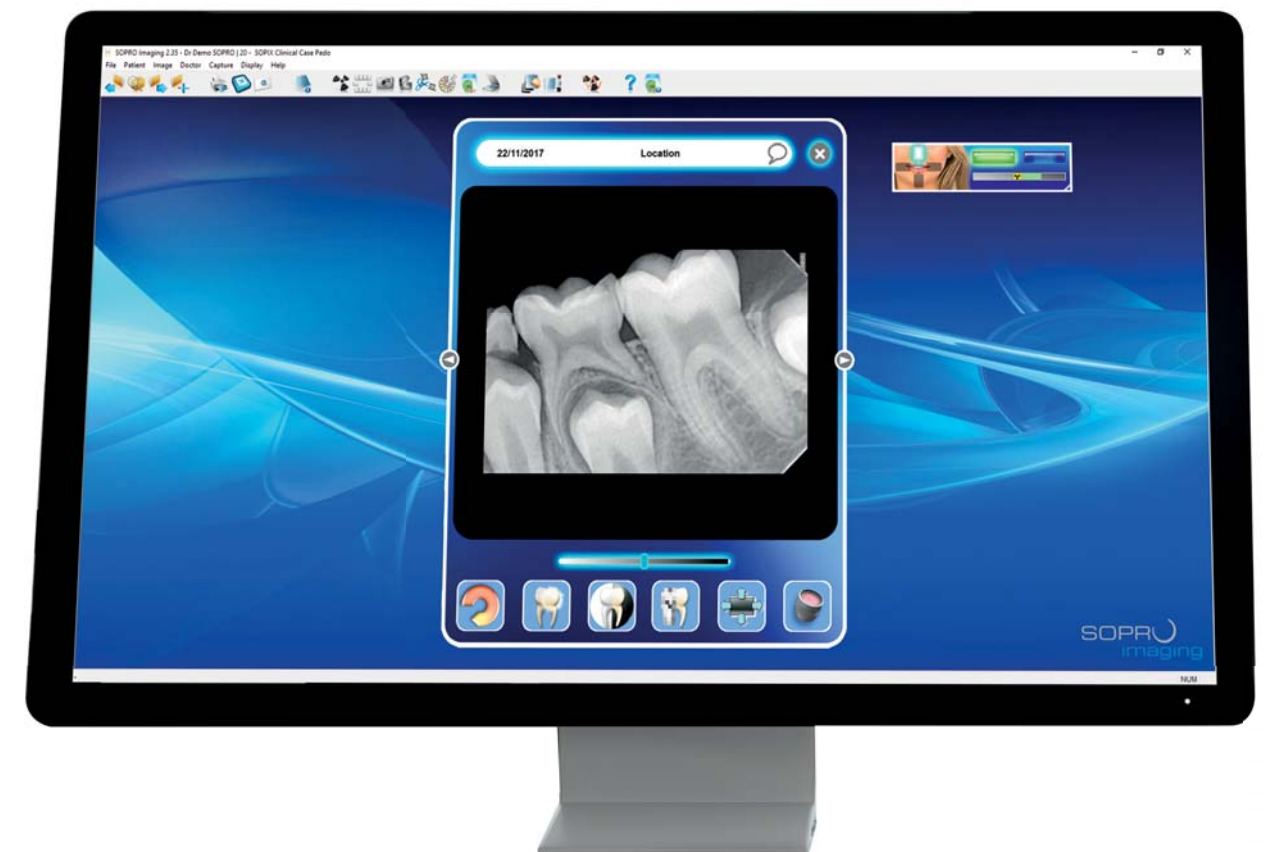 SOPRO Imaging 2.35 - Dr Demo SOPRO | 20 - SOPIX Clinical Case Pedo
File Patient Image Doctor Capture Display Help
22/11/2017 Location
SOPRO
imaging
NUM